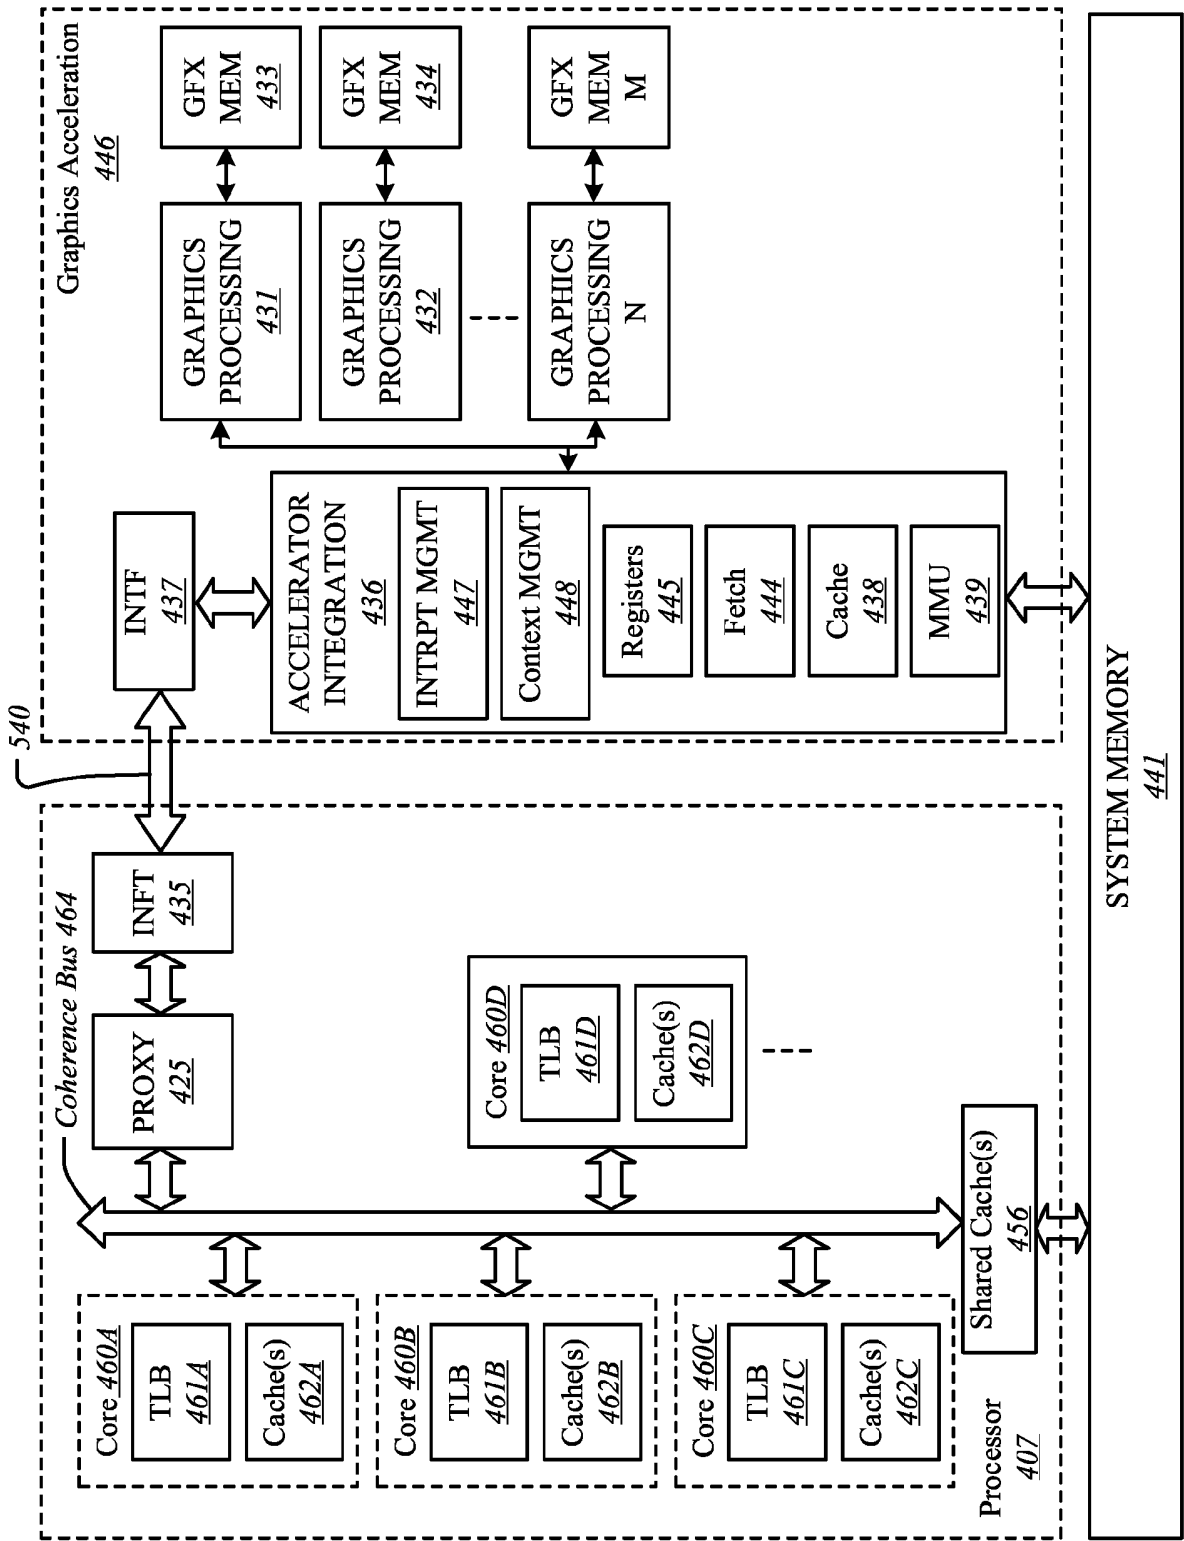 Processor
407
Core 460A
TLB
461A
Cache(s)
462A
Core 460B
TLB
461B
Cache(s)
462B
Core 460C
TLB
461C
Cache(s)
462C
Shared Cache(s)
456
Coherence Bus 464
PROXY
425
INFT
435
Core 460D
TLB
461D
Cache(s)
462D
540
Graphics Acceleration
446
INTF
437
ACCELERATOR
INTEGRATION
436
INTRPT MGMT
447
Context MGMT
448
Registers
445
Fetch
444
Cache
438
MMU
439
GRAPHICS
PROCESSING
431
GFX
MEM
433
GRAPHICS
PROCESSING
432
GFX
MEM
434
GRAPHICS
PROCESSING
N
GFX
MEM
M
SYSTEM MEMORY
441